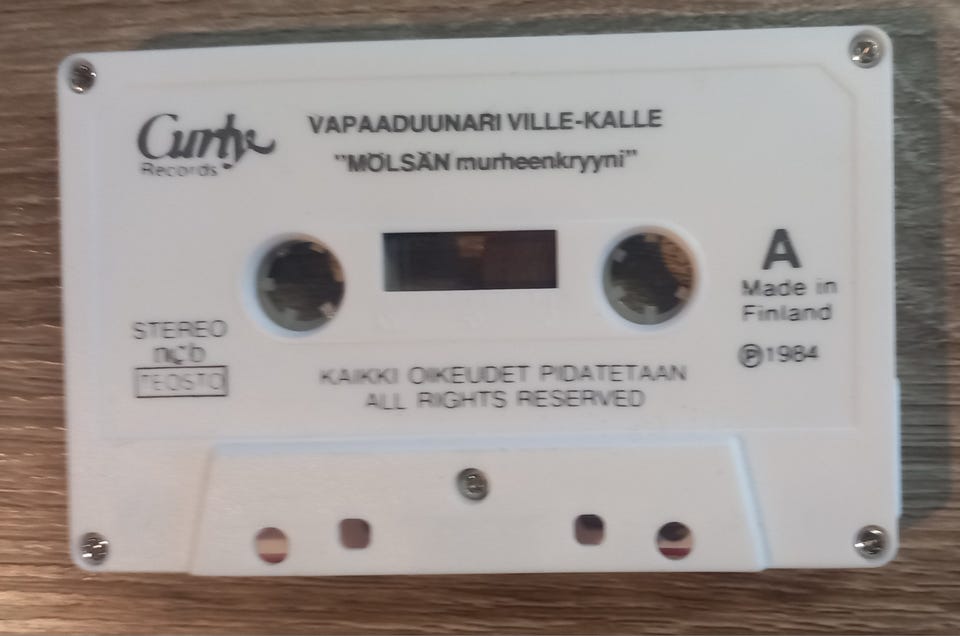 Curly
Records
VAPAADUUNARI VILLE-KALLE
"MÖLSÄN murheenkryyni"
A
Made in
Finland
℗1984
STEREO
ncb
TEOSTO
KAIKKI OIKEUDET PIDATETAAN
ALL RIGHTS RESERVED